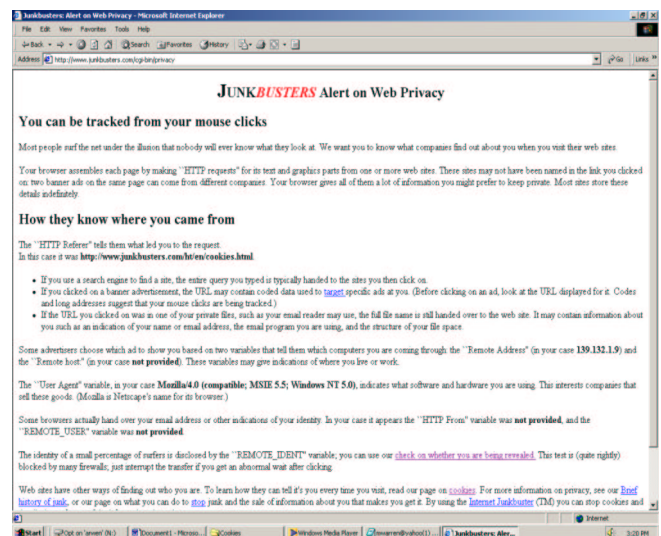 Junkbusters: Alert on Web Privacy - Microsoft Internet Explorer
File Edit View Favorites Tools Help
Back Search Favorites History
Address http://www.junkbusters.com/cgi-bin/privacy Go Links »
JUNKBUSTERS Alert on Web Privacy
You can be tracked from your mouse clicks
Most people surf the net under the illusion that nobody will ever know what they look at. We want you to know what companies find out about you when you visit their web sites.
Your browser assembles each page by making ``HTTP requests'' for its text and graphics parts from one or more web sites. These sites may not have been named in the link you clicked
on: two banner ads on the same page can come from different companies. Your browser gives all of them a lot of information you might prefer to keep private. Most sites store these
details indefinitely.
How they know where you came from
The ``HTTP Referer'' tells them what led you to the request.
In this case it was http://www.junkbusters.com/ht/en/cookies.html.
• If you use a search engine to find a site, the entire query you typed is typically handed to the sites you then click on.
• If you clicked on a banner advertisement, the URL may contain coded data used to target specific ads at you. (Before clicking on an ad, look at the URL displayed for it. Codes
and long addresses suggest that your mouse clicks are being tracked.)
• If the URL you clicked on was in one of your private files, such as your email reader may use, the full file name is still handed over to the web site. It may contain information about
you such as an indication of your name or email address, the email program you are using, and the structure of your file space.
Some advertisers choose which ad to show you based on two variables that tell them which computers you are coming through: the ``Remote Address'' (in your case 139.132.1.9) and
the ``Remote host:'' (in your case not provided). These variables may give indications of where you live or work.
The ``User Agent'' variable, in your case Mozilla/4.0 (compatible; MSIE 5.5; Windows NT 5.0), indicates what software and hardware you are using. This interests companies that
sell these goods. (Mozilla is Netscape's name for its browser.)
Some browsers actually hand over your email address or other indications of your identity. In your case it appears the ``HTTP From'' variable was not provided, and the
``REMOTE_USER'' variable was not provided.
The identity of a small percentage of surfers is disclosed by the ``REMOTE_IDENT'' variable; you can use our check on whether you are being revealed. This test is (quite rightly)
blocked by many firewalls; just interrupt the transfer if you get an abnormal wait after clicking.
Web sites have other ways of finding out who you are. To learn how they can tell it's you every time you visit, read our page on cookies. For more information on privacy, see our Brief
history of junk, or our page on what you can do to stop junk and the sale of information about you that makes you get it. By using the Internet Junkbuster (TM) you can stop cookies and
Internet
Start Document1 - Microso... Cookies Windows Media Player Junkbusters: Aler... 3:20 PM